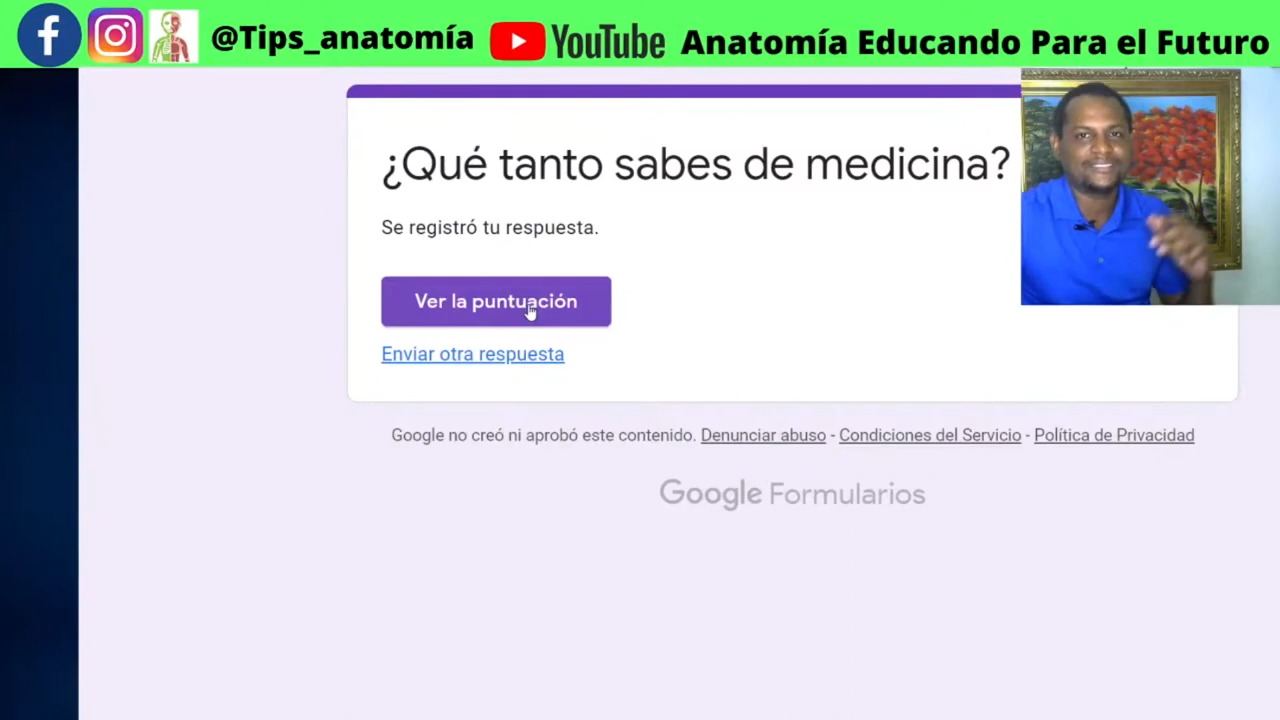 @Tips_anatomía YouTube Anatomía Educando Para el Futuro
¿Qué tanto sabes de medicina?
Se registró tu respuesta.
Ver la puntuación
Enviar otra respuesta
Google no creó ni aprobó este contenido. Denunciar abuso - Condiciones del Servicio - Política de Privacidad
Google Formularios